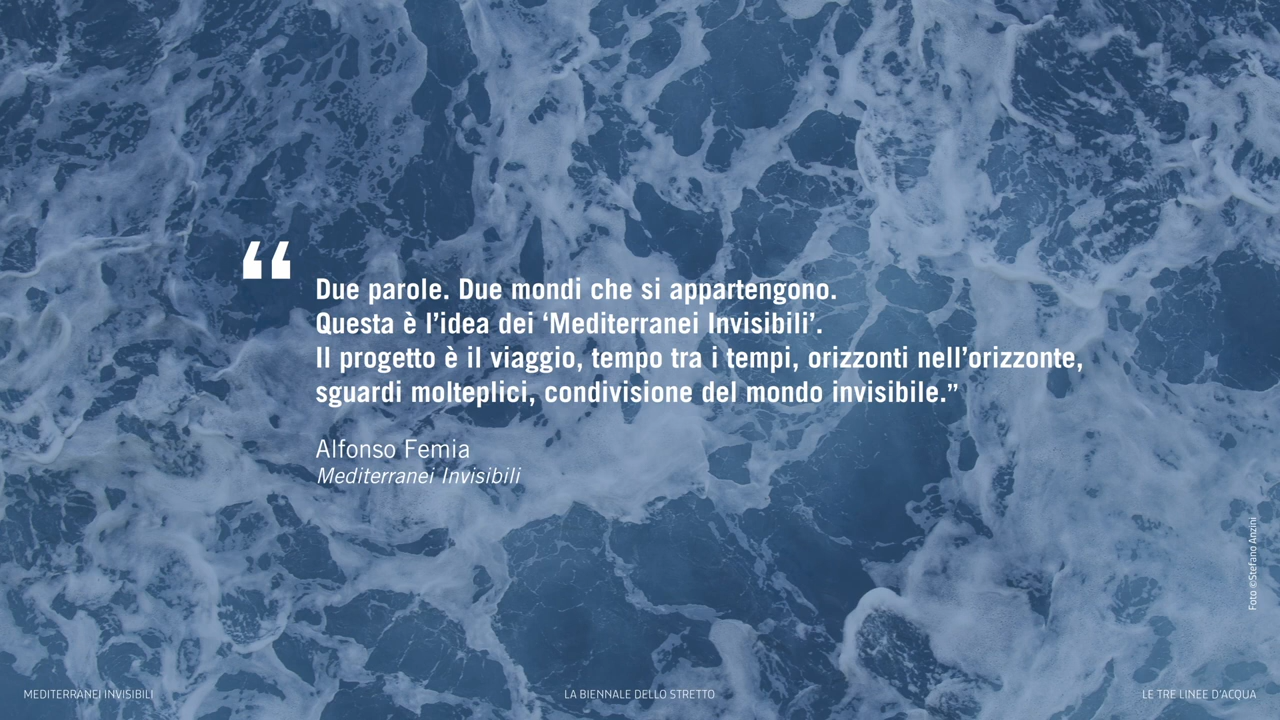 “
Due parole. Due mondi che si appartengono.
Questa è l’idea dei ‘Mediterranei Invisibili’.
Il progetto è il viaggio, tempo tra i tempi, orizzonti nell’orizzonte,
sguardi molteplici, condivisione del mondo invisibile.”
Alfonso Femia
Mediterranei Invisibili
Foto ©Stefano Anzini
MEDITERRANEI INVISIBILI
LA BIENNALE DELLO STRETTO
LE TRE LINEE D’ACQUA